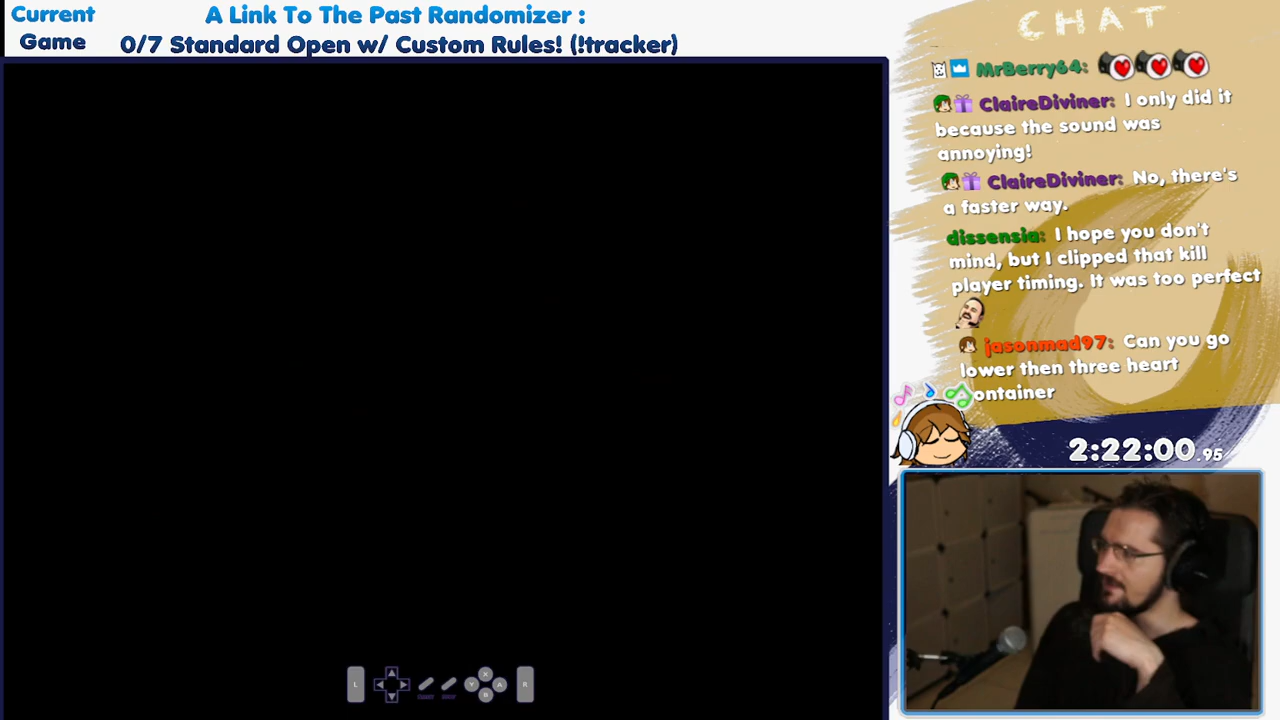 Current
Game
A Link To The Past Randomizer :
0/7 Standard Open w/ Custom Rules! (!tracker)
CHAT
MrBerry64:
ClaireDiviner: I only did it
because the sound was
annoying!
ClaireDiviner: No, there's
a faster way.
dissensia: I hope you don't
mind, but I clipped that kill
player timing. It was too perfect
jasonmad97: Can you go
lower then three heart
ontainer
2:22:00.95
L
X
Y
A
B
R